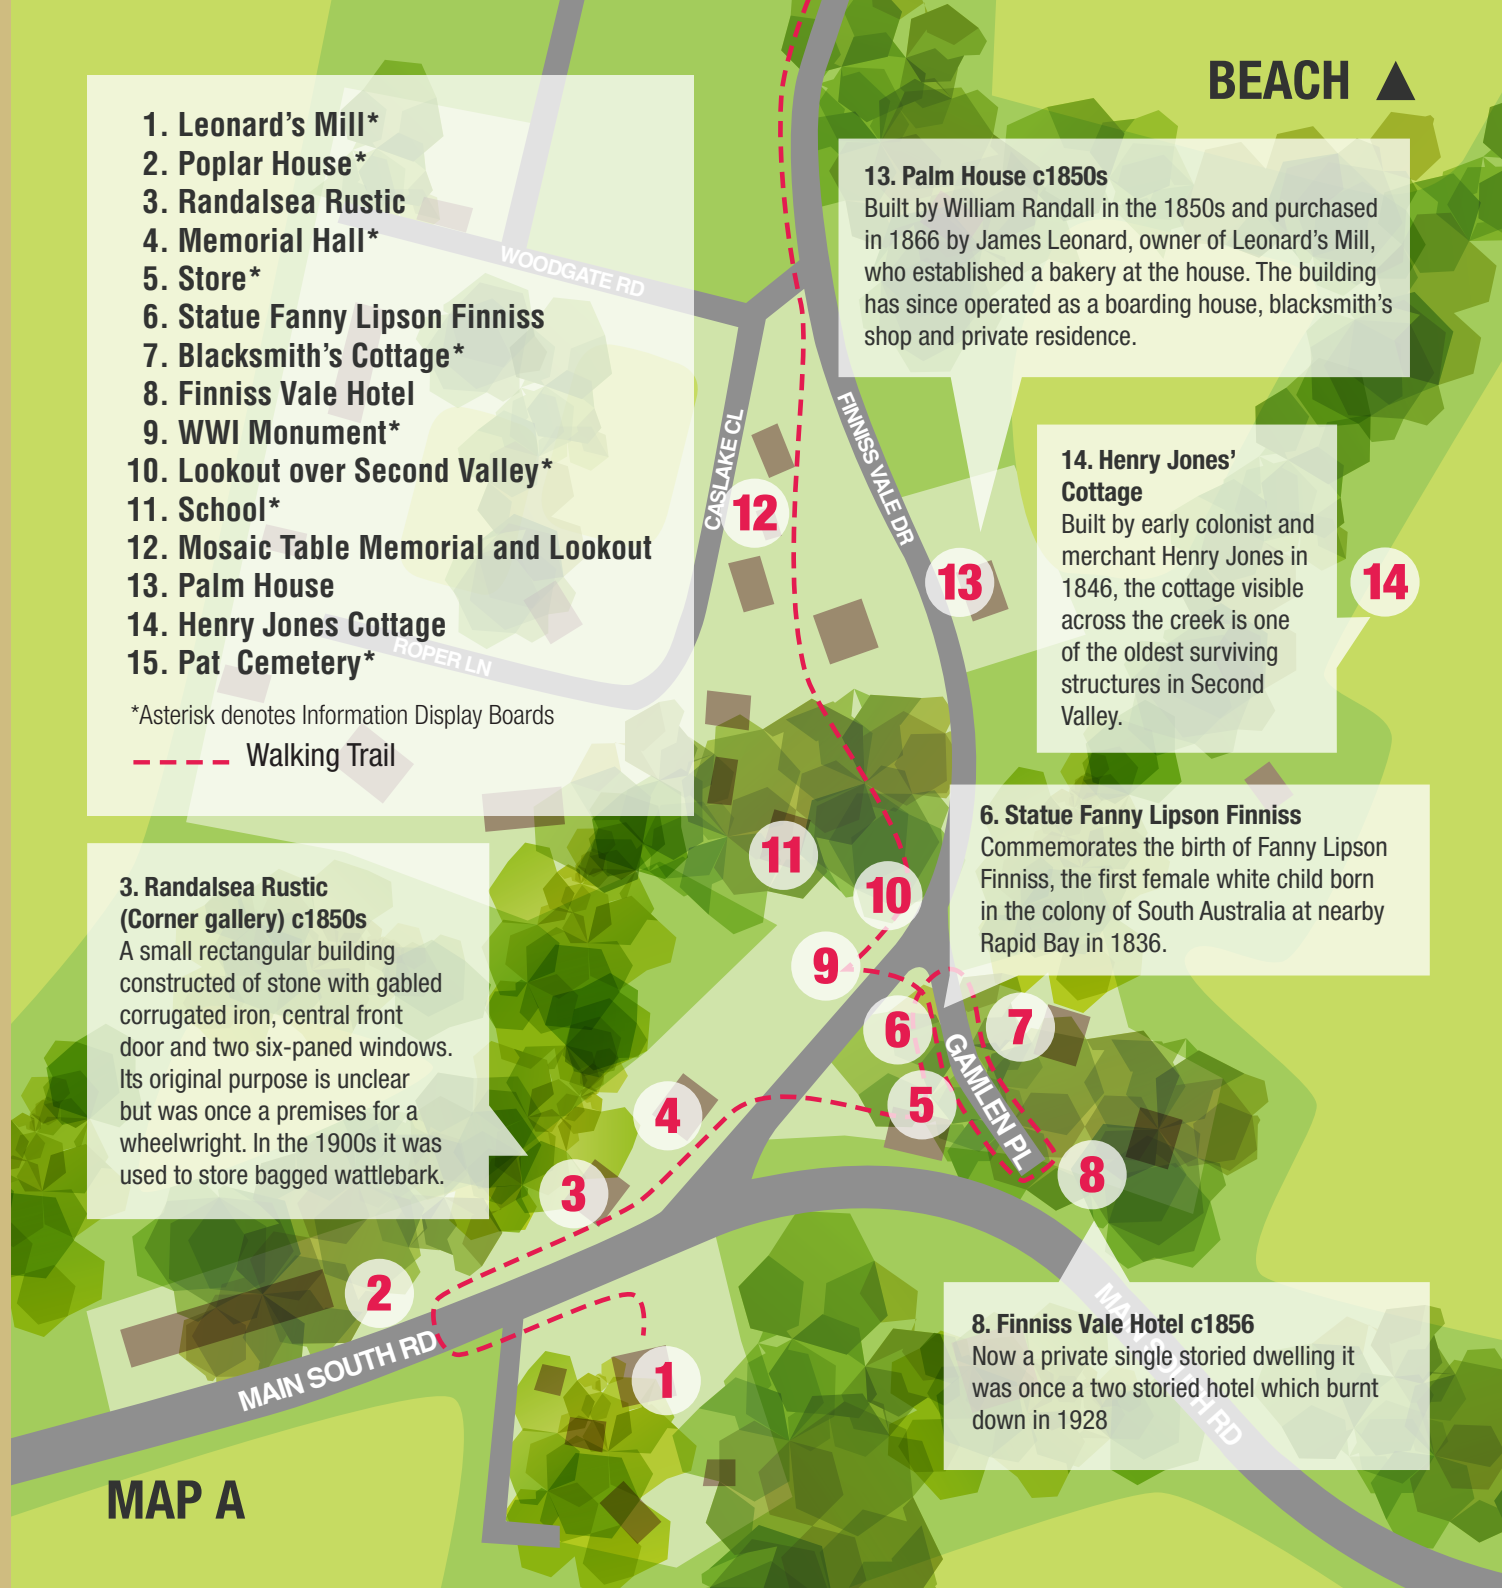 BEACH ▲
1. Leonard’s Mill*
2. Poplar House*
3. Randalsea Rustic
4. Memorial Hall*
5. Store*
6. Statue Fanny Lipson Finniss
7. Blacksmith’s Cottage*
8. Finniss Vale Hotel
9. WWI Monument*
10. Lookout over Second Valley*
11. School*
12. Mosaic Table Memorial and Lookout
13. Palm House
14. Henry Jones Cottage
15. Pat Cemetery*
*Asterisk denotes Information Display Boards
Walking Trail
WOODGATE RD
ROPER LN
CASLAKE CL
FINNISS VALE DR
13. Palm House c1850s
Built by William Randall in the 1850s and purchased
in 1866 by James Leonard, owner of Leonard’s Mill,
who established a bakery at the house. The building
has since operated as a boarding house, blacksmith’s
shop and private residence.
14. Henry Jones’
Cottage
Built by early colonist and
merchant Henry Jones in
1846, the cottage visible
across the creek is one
of the oldest surviving
structures in Second
Valley.
12
13
14
6. Statue Fanny Lipson Finniss
Commemorates the birth of Fanny Lipson
Finniss, the first female white child born
in the colony of South Australia at nearby
Rapid Bay in 1836.
11
10
9
3. Randalsea Rustic
(Corner gallery) c1850s
A small rectangular building
constructed of stone with gabled
corrugated iron, central front
door and two six-paned windows.
Its original purpose is unclear
but was once a premises for a
wheelwright. In the 1900s it was
used to store bagged wattlebark.
6
7
GAMLEN PL
5
4
8
3
2
1
MAIN SOUTH RD
MAIN SOUTH RD
8. Finniss Vale Hotel c1856
Now a private single storied dwelling it
was once a two storied hotel which burnt
down in 1928
MAP A